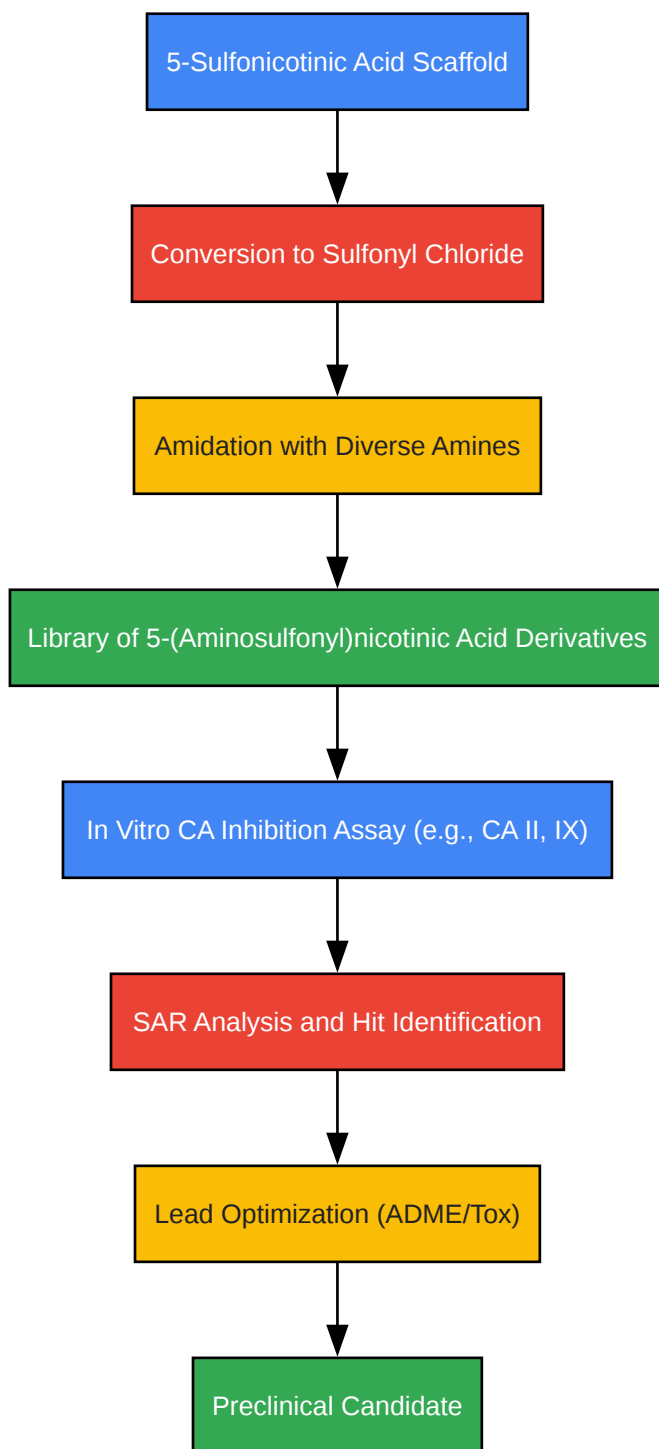 5-Sulfonicotinic Acid Scaffold
Conversion to Sulfonyl Chloride
Amidation with Diverse Amines
Library of 5-(Aminosulfonyl)nicotinic Acid Derivatives
In Vitro CA Inhibition Assay (e.g., CA II, IX)
SAR Analysis and Hit Identification
Lead Optimization (ADME/Tox)
Preclinical Candidate